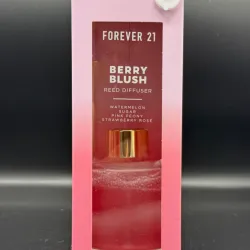 FOREVER 21
BERRY
BLUSH
REED DIFFUSER
WATERMELON
SUGAR
PINK PEONY
STRAWBERRY ROSE